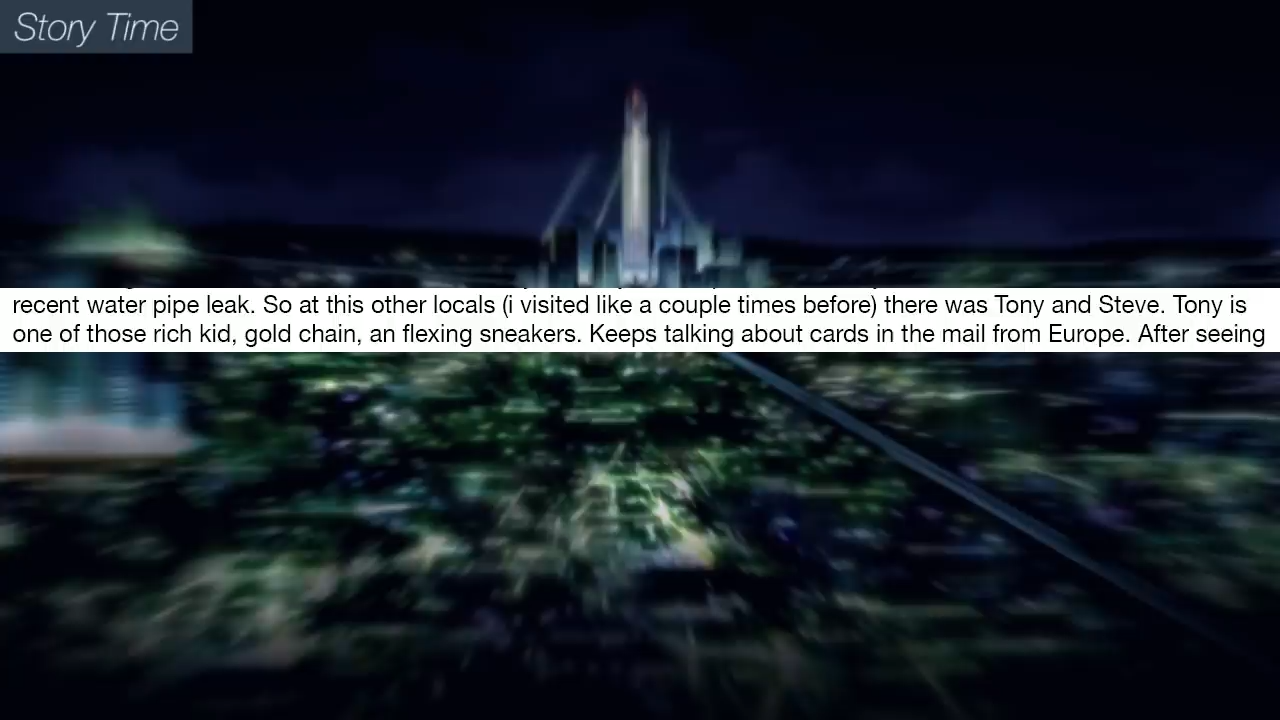 Story Time
recent water pipe leak. So at this other locals (i visited like a couple times before) there was Tony and Steve. Tony is
one of those rich kid, gold chain, an flexing sneakers. Keeps talking about cards in the mail from Europe. After seeing